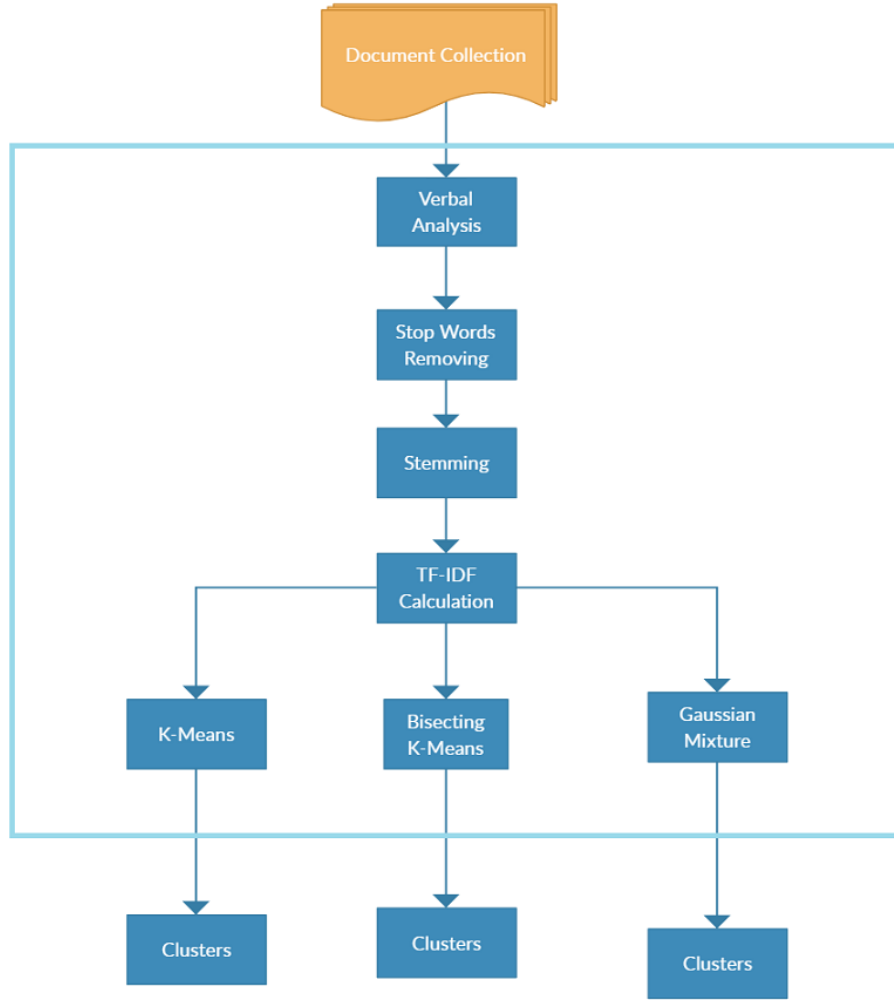 Document Collection
Verbal
Analysis
Stop Words
Removing
Stemming
TF-IDF
Calculation
K-Means
Bisecting
K-Means
Gaussian
Mixture
Clusters
Clusters
Clusters